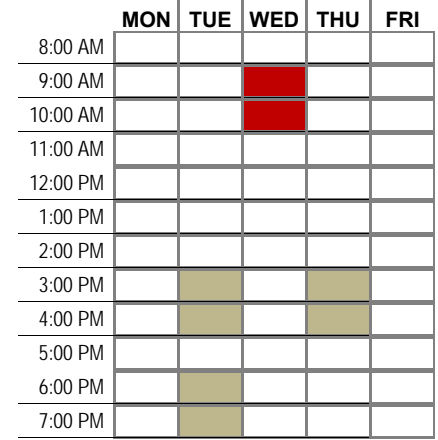 MON TUE WED THU FRI
8:00 AM
9:00 AM
10:00 AM
11:00 AM
12:00 PM
1:00 PM
2:00 PM
3:00 PM
4:00 PM
5:00 PM
6:00 PM
7:00 PM